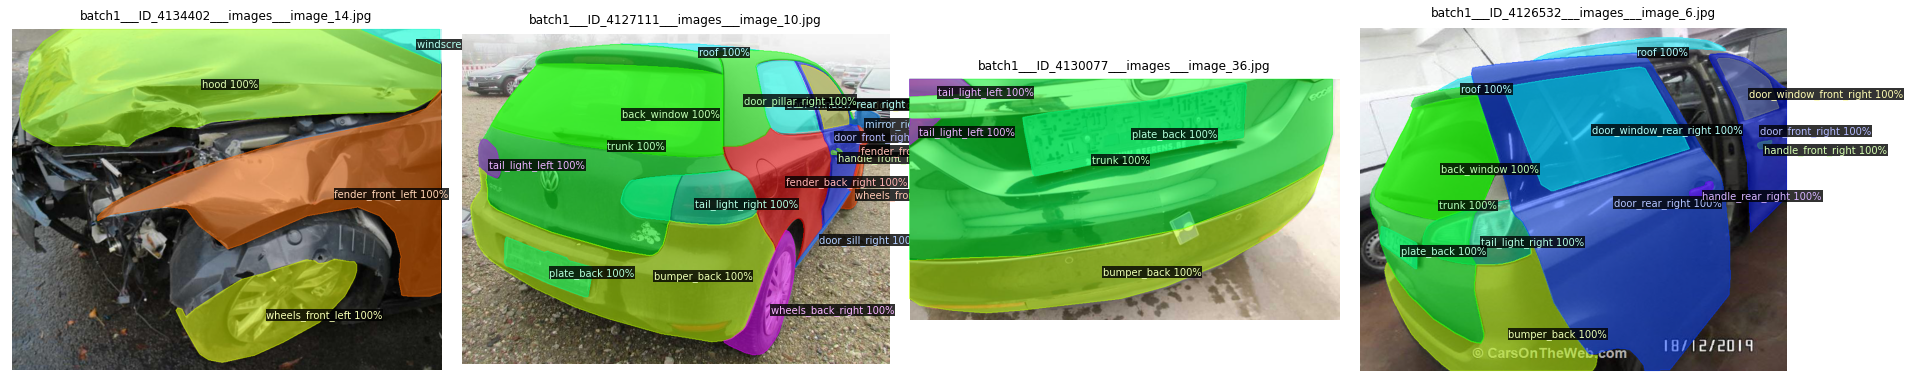 batch1___ID_4134402___images___image_14.jpg
windscre
hood 100%
fender_front_left 100%
wheels_front_left 100%
batch1___ID_4127111___images___image_10.jpg
roof 100%
door_pillar_right 100%
rear_right
back_window 100%
mirror_ri
door_front_right
trunk 100%
fender_fro
handle_front_r
tail_light_left 100%
fender_back_right 100%
wheels_fron
tail_light_right 100%
door_sill_right 100
plate_back 100%
bumper_back 100%
wheels_back_right 100%
batch1___ID_4130077___images___image_36.jpg
tail_light_left 100%
tail_light_left 100%
plate_back 100%
trunk 100%
bumper_back 100%
batch1___ID_4126532___images___image_6.jpg
roof 100%
roof 100%
door_window_front_right 100%
door_window_rear_right 100%
door_front_right 100%
handle_front_right 100%
back_window 100%
handle_rear_right 100%
trunk 100%
door_rear_right 100%
tail_light_right 100%
plate_back 100%
bumper_back 100%
© CarsOnTheWeb.com
18/12/2019